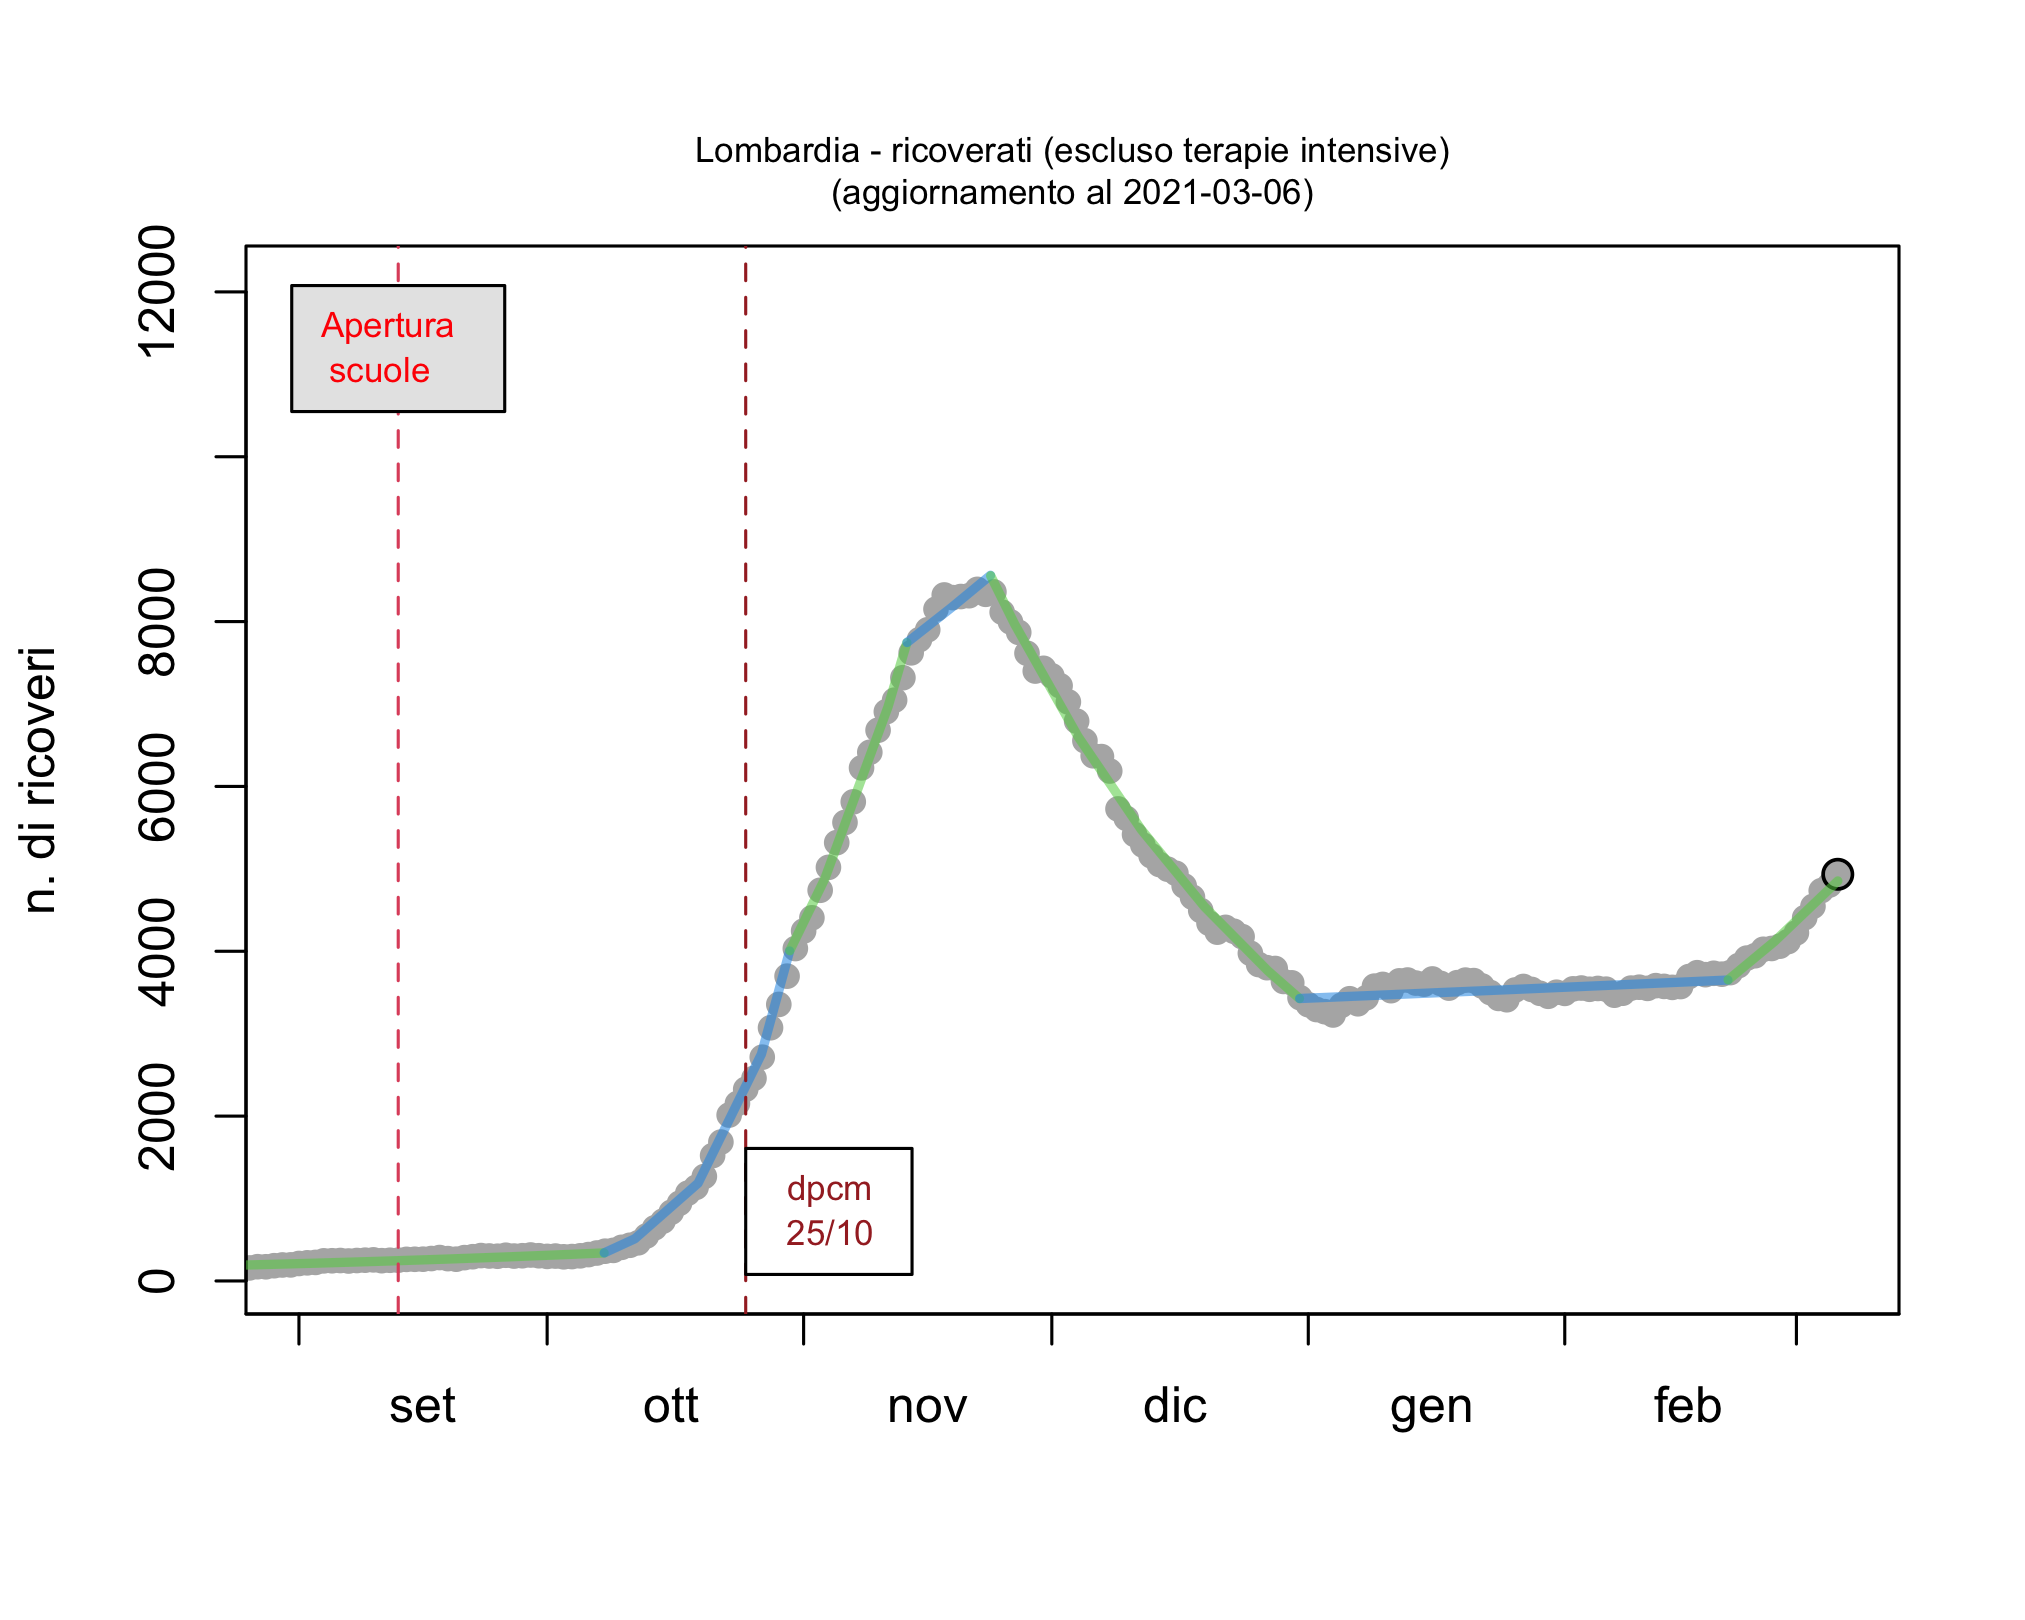 Lombardia - ricoverati (escluso terapie intensive)
(aggiornamento al 2021-03-06)
12000
8000
6000
4000
2000
0
n. di ricoveri
Apertura
scuole
dpcm
25/10
set
ott
nov
dic
gen
feb